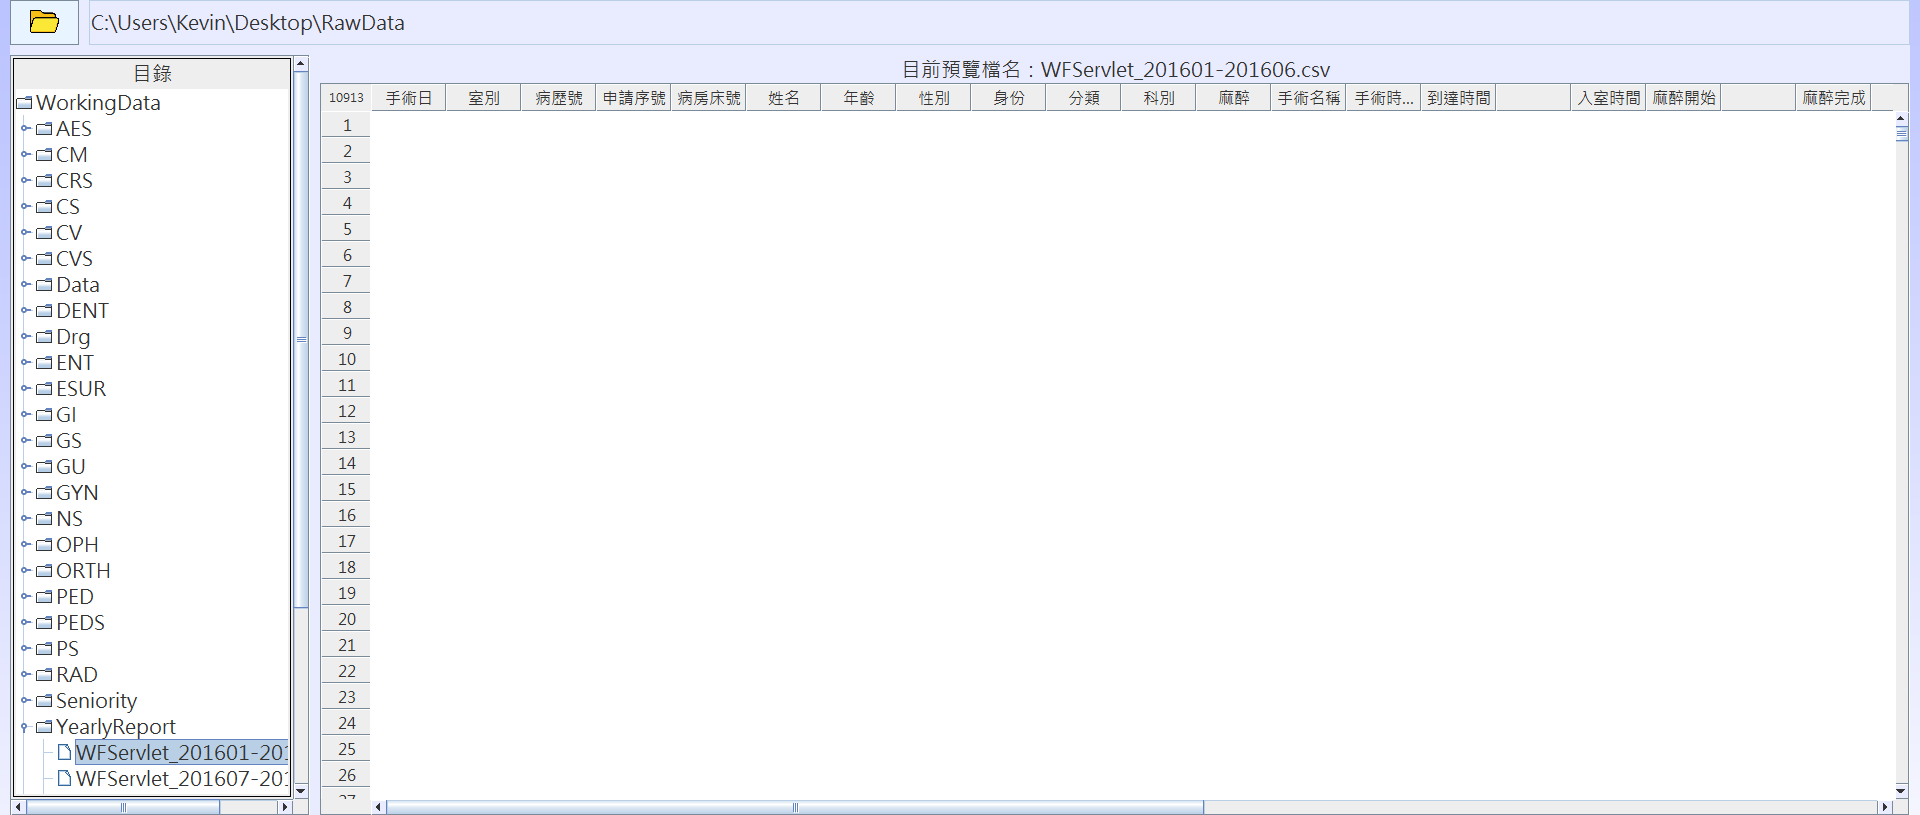 C:\Users\Kevin\Desktop\RawData
目錄
WorkingData
AES
CM
CRS
CS
CV
CVS
Data
DENT
Drg
ENT
ESUR
GI
GS
GU
GYN
NS
OPH
ORTH
PED
PEDS
PS
RAD
Seniority
YearlyReport
WFServlet_201601-201
WFServlet_201607-201
目前預覽檔名：WFServlet_201601-201606.csv
10913 手術日 室別 病歷號 申請序號 病房床號 姓名 年齡 性別 身份 分類 科別 麻醉 手術名稱 手術時... 到達時間 入室時間 麻醉開始 麻醉完成
1
2
3
4
5
6
7
8
9
10
11
12
13
14
15
16
17
18
19
20
21
22
23
24
25
26
27